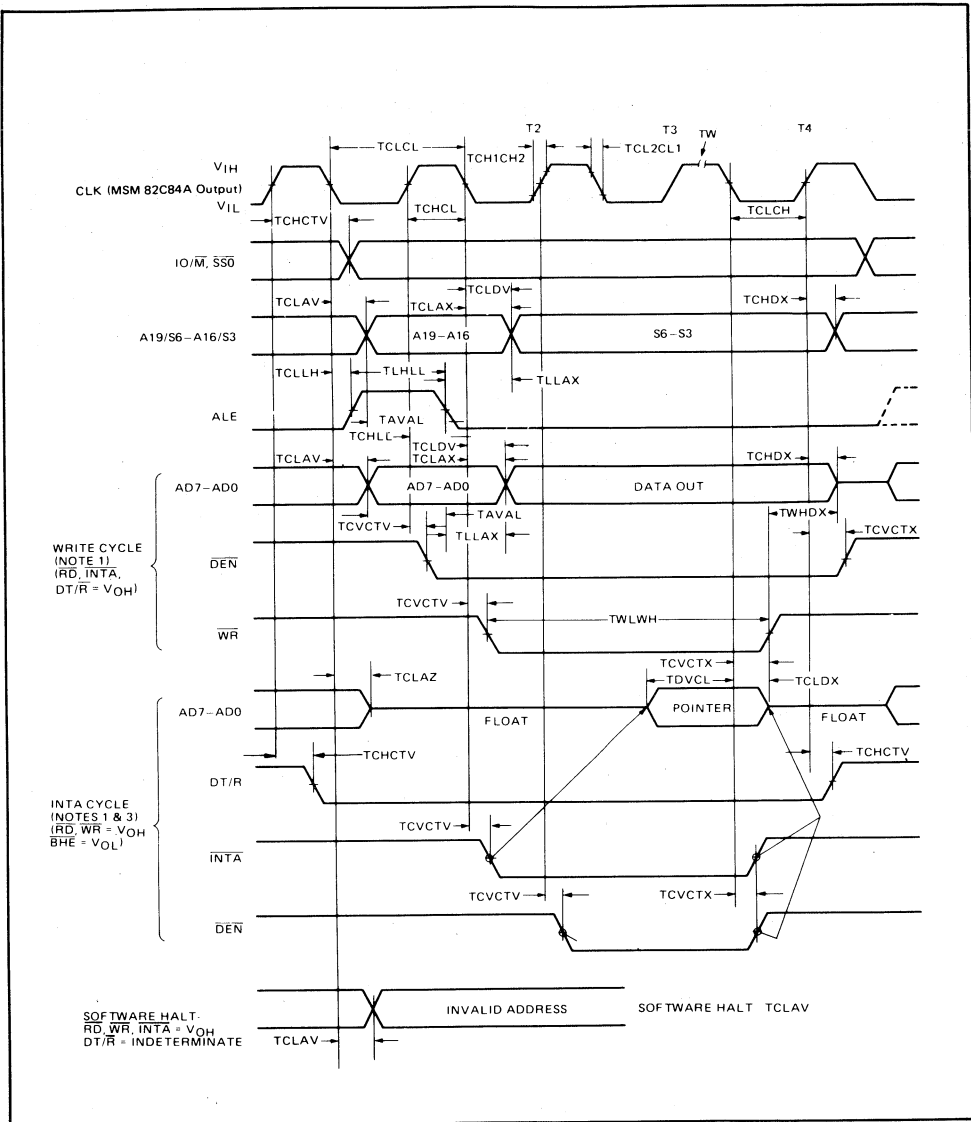 T2 T3 TW T4
TCLCL TCH1CH2 TCL2CL1
VIH
CLK (MSM 82C84A Output)
VIL
TCHCTV TCHCL TCLCH
IO/M̅, S̅S̅0̅
TCLDV
TCLAV TCLAX TCHDX
A19/S6–A16/S3 A19–A16 S6–S3
TCLLH TLHLL TLLAX
ALE
TAVAL
TCHLL
TCLDV
TCLAV TCLAX TCHDX
AD7–AD0 AD7–AD0 DATA OUT
TAVAL TWHDX
TCVCTV TLLAX TCVCTX
WRITE CYCLE
(NOTE 1)
(R̅D̅, I̅N̅T̅A̅,
DT/R̅ = VOH)
D̅E̅N̅
TCVCTV TWLWH
W̅R̅
TCVCTX
TCLAZ TDVCL TCLDX
AD7–AD0 FLOAT POINTER FLOAT
TCHCTV TCHCTV
DT/R
INTA CYCLE
(NOTES 1 & 3)
(R̅D̅, W̅R̅ = VOH
B̅H̅E̅ = VOL)
TCVCTV
I̅N̅T̅A̅
TCVCTV TCVCTX
D̅E̅N̅
INVALID ADDRESS SOFTWARE HALT TCLAV
SOFTWARE HALT-
R̅D̅, W̅R̅, I̅N̅T̅A̅ = VOH
DT/R̅ = INDETERMINATE
TCLAV